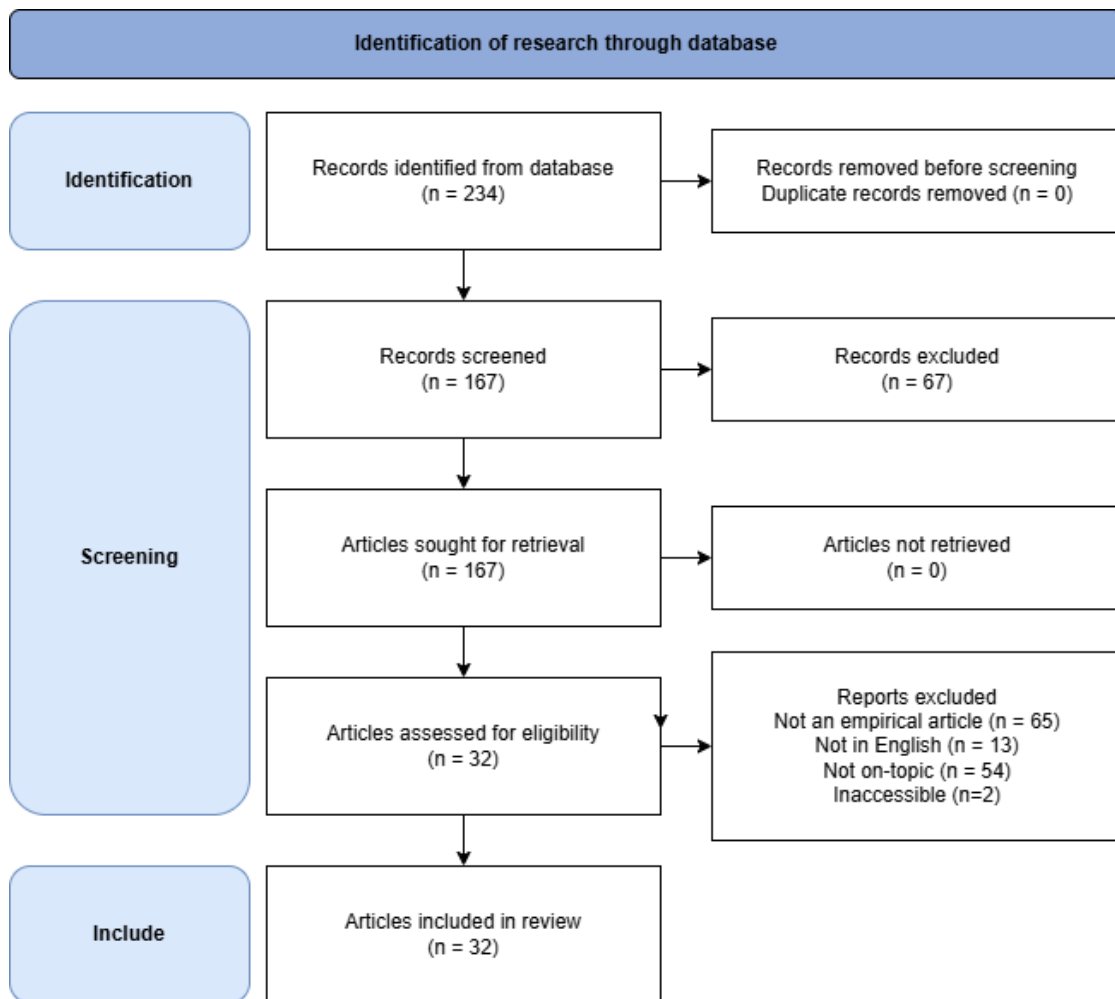 Identification of research through database
Identification
Records identified from database
(n = 234)
Records removed before screening
Duplicate records removed (n = 0)
Screening
Records screened
(n = 167)
Records excluded
(n = 67)
Articles sought for retrieval
(n = 167)
Articles not retrieved
(n = 0)
Articles assessed for eligibility
(n = 32)
Reports excluded
Not an empirical article (n = 65)
Not in English (n = 13)
Not on-topic (n = 54)
Inaccessible (n=2)
Include
Articles included in review
(n = 32)